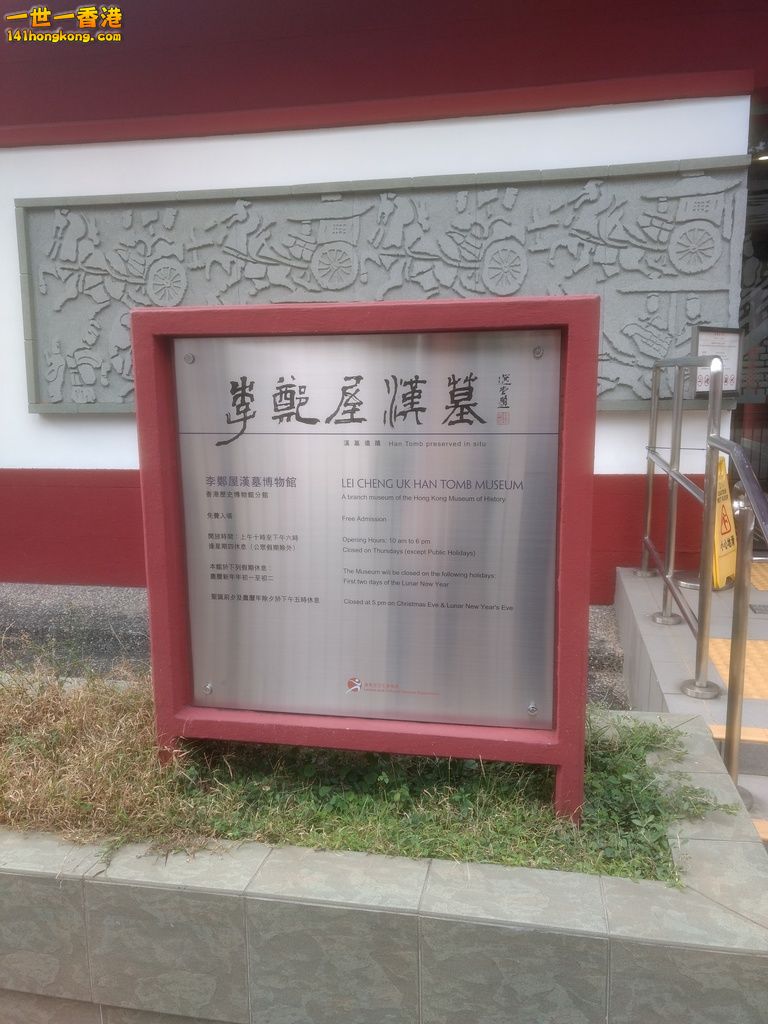 一世一香港
141hongkong.com
李鄭屋漢墓
漢墓遺蹟 Han Tomb preserved in situ
李鄭屋漢墓博物館
香港歷史博物館分館
免費入場
開放時間：上午十時至下午六時
逢星期四休息（公眾假期除外）
本館於下列假期休息：
農曆新年年初一至初二
聖誕前夕及農曆年除夕於下午五時休息
LEI CHENG UK HAN TOMB MUSEUM
A branch museum of the Hong Kong Museum of History
Free Admission
Opening Hours: 10 am to 6 pm
Closed on Thursdays (except Public Holidays)
The Museum will be closed on the following holidays:
First two days of the Lunar New Year
Closed at 5 pm on Christmas Eve & Lunar New Year's Eve
小心地滑